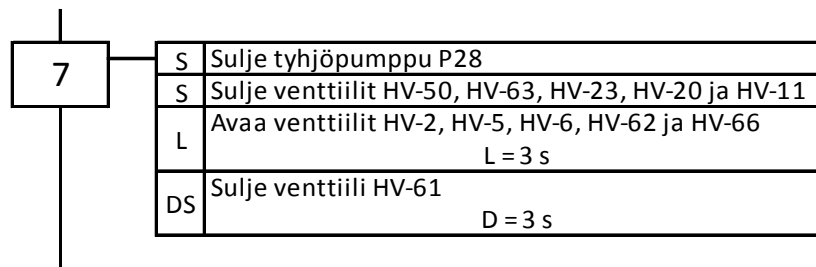 7
S Sulje tyhjöpumppu P28
S Sulje venttiilit HV-50, HV-63, HV-23, HV-20 ja HV-11
L Avaa venttiilit HV-2, HV-5, HV-6, HV-62 ja HV-66
L = 3 s
DS Sulje venttiili HV-61
D = 3 s